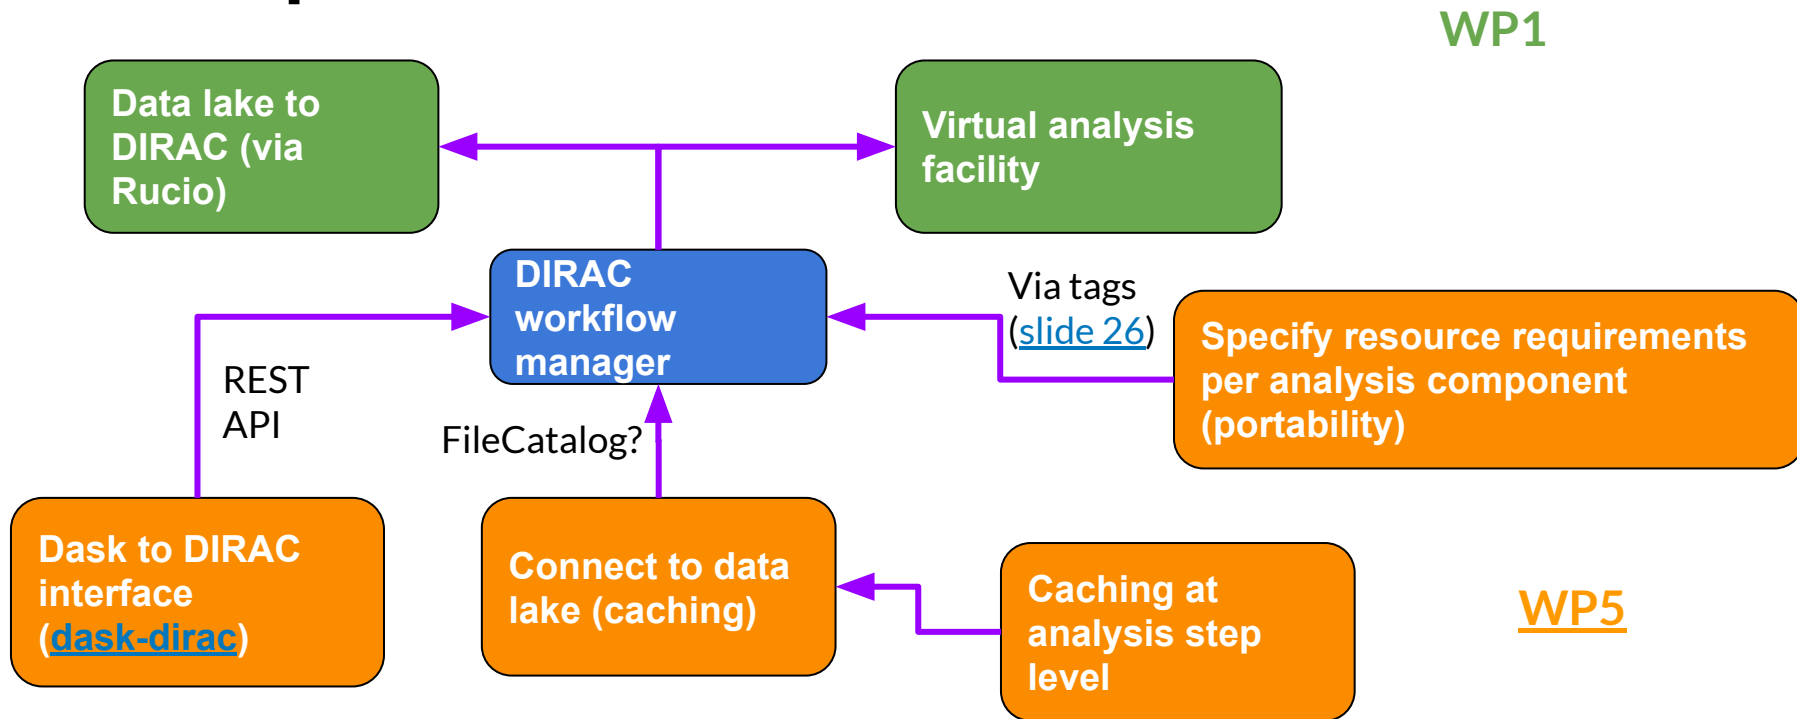 WP1
Data lake to
DIRAC (via
Rucio)
Virtual analysis
facility
DIRAC
workflow
manager
Via tags
(slide 26)
Specify resource requirements
per analysis component
(portability)
REST
API
FileCatalog?
Dask to DIRAC
interface
(dask-dirac)
Connect to data
lake (caching)
Caching at
analysis step
level
WP5